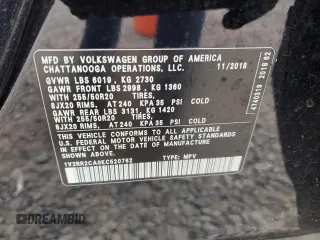 MFD BY VOLKSWAGEN GROUP OF AMERICA
CHATTANOOGA OPERATIONS, LLC. 11/2018
GVWR LBS 6019 , KG 2730
GAWR FRONT LBS 2998 , KG 1360
WITH 255/50R20 TIRES,
8JX20 RIMS, AT 240 KPA 35 PSI COLD
GAWR REAR LBS 3131, KG 1420
WITH 255/50R20 TIRES,
8JX20 RIMS, AT 240 KPA 35 PSI COLD
THIS VEHICLE CONFORMS TO ALL APPLICABLE
U.S. FEDERAL MOTOR VEHICLE SAFETY
STANDARDS IN EFFECT ON THE DATE OF
MANUFACTURE SHOWN ABOVE.
TYPE: MPV
AUTOBIDMASTER